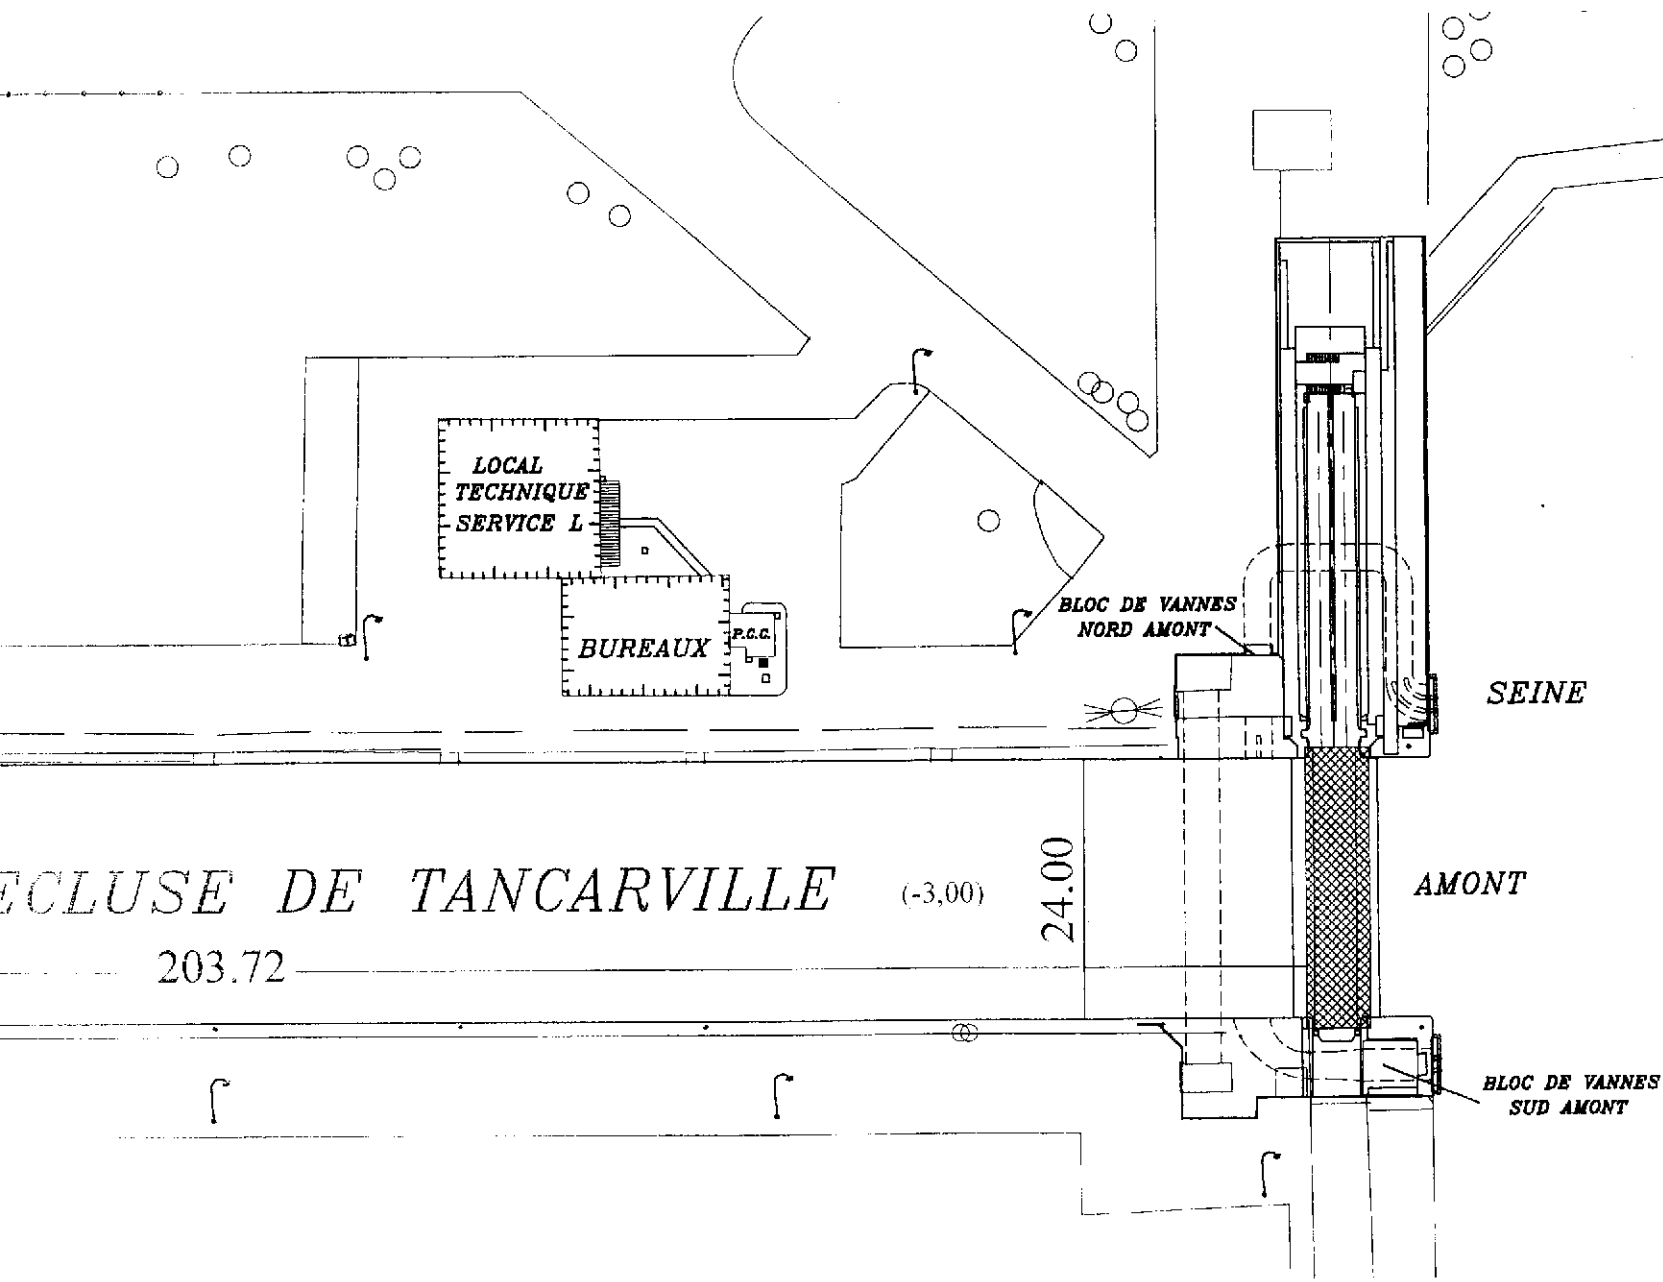 LOCAL
TECHNIQUE
SERVICE L
BUREAUX
P.C.C.
BLOC DE VANNES
NORD AMONT
SEINE
ECLUSE DE TANCARVILLE
(-3,00)
24.00
AMONT
203.72
BLOC DE VANNES
SUD AMONT